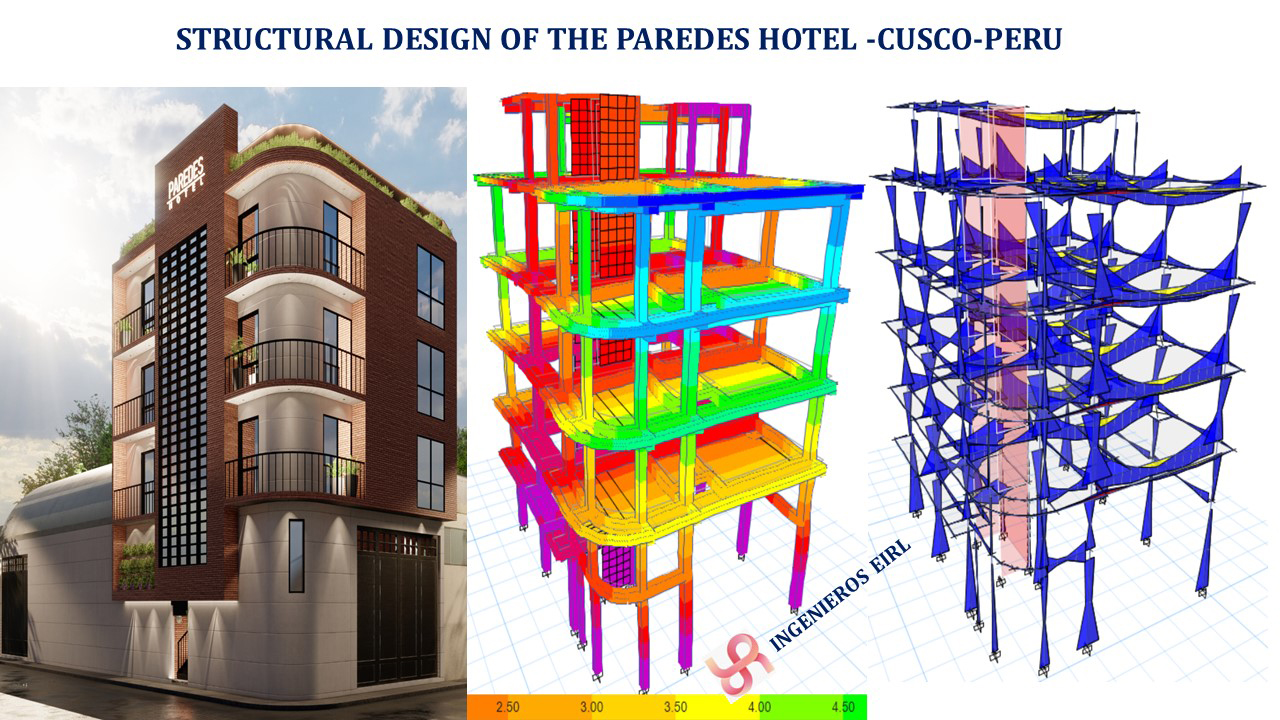 STRUCTURAL DESIGN OF THE PAREDES HOTEL -CUSCO-PERU
PAREDES
HOTEL
INGENIEROS EIRL
2.50 3.00 3.50 4.00 4.50